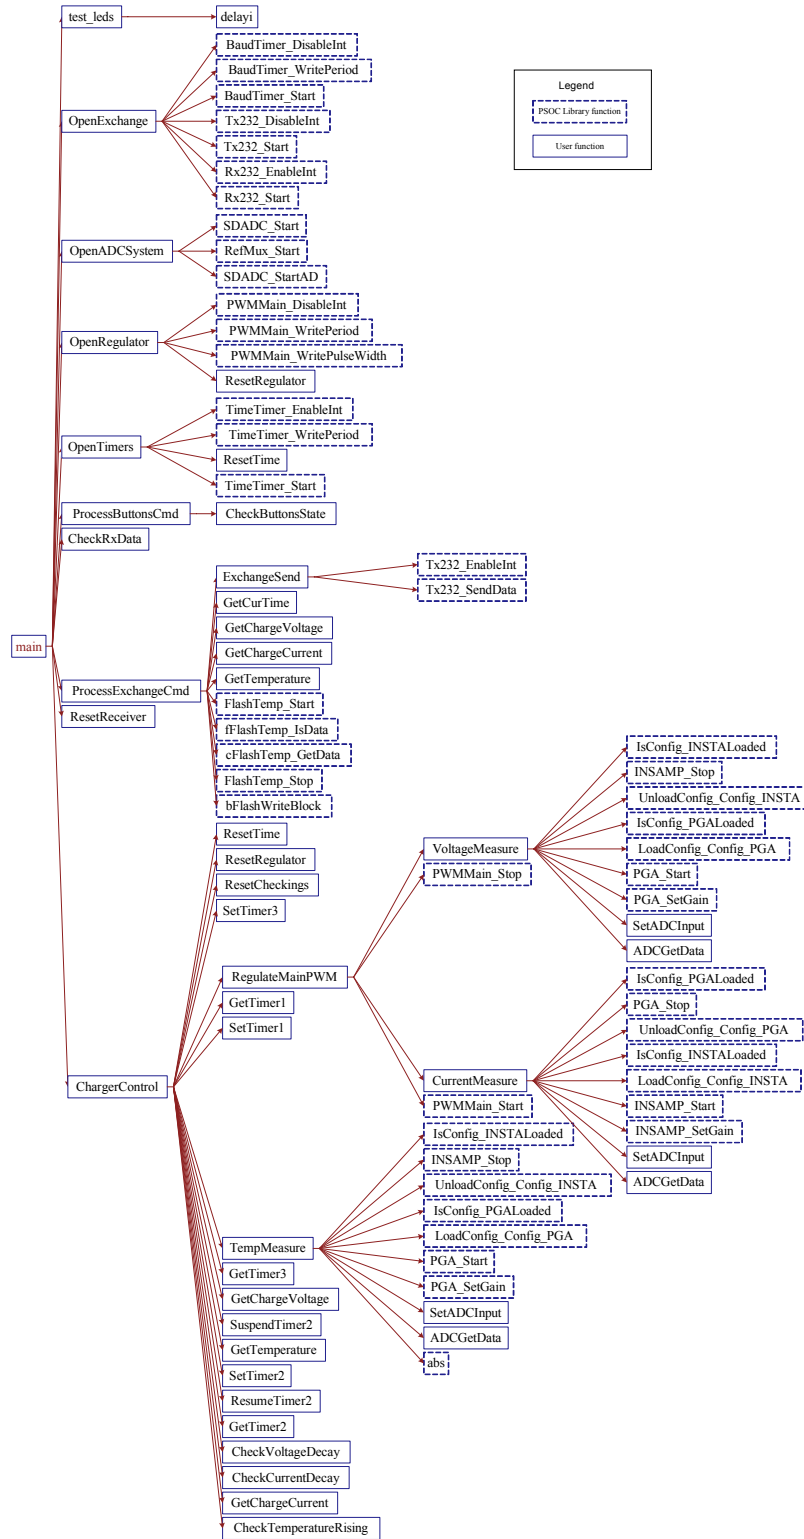 test_leds
delayi
BaudTimer_DisableInt
BaudTimer_WritePeriod
BaudTimer_Start
OpenExchange
Tx232_DisableInt
Tx232_Start
Rx232_EnableInt
Rx232_Start
Legend
PSOC Library function
User function
SDADC_Start
OpenADCSystem
RefMux_Start
SDADC_StartAD
PWMMain_DisableInt
PWMMain_WritePeriod
OpenRegulator
PWMMain_WritePulseWidth
ResetRegulator
TimeTimer_EnableInt
TimeTimer_WritePeriod
OpenTimers
ResetTime
TimeTimer_Start
ProcessButtonsCmd
CheckButtonsState
CheckRxData
main
ExchangeSend
Tx232_EnableInt
Tx232_SendData
GetCurTime
GetChargeVoltage
GetChargeCurrent
GetTemperature
ProcessExchangeCmd
FlashTemp_Start
ResetReceiver
fFlashTemp_IsData
cFlashTemp_GetData
FlashTemp_Stop
bFlashWriteBlock
ResetTime
ResetRegulator
ResetCheckings
SetTimer3
VoltageMeasure
PWMMain_Stop
IsConfig_INSTALoaded
INSAMP_Stop
UnloadConfig_Config_INSTA
IsConfig_PGALoaded
LoadConfig_Config_PGA
PGA_Start
PGA_SetGain
SetADCInput
ADCGetData
RegulateMainPWM
GetTimer1
SetTimer1
ChargerControl
CurrentMeasure
PWMMain_Start
IsConfig_PGALoaded
PGA_Stop
UnloadConfig_Config_PGA
IsConfig_INSTALoaded
LoadConfig_Config_INSTA
INSAMP_Start
INSAMP_SetGain
SetADCInput
ADCGetData
IsConfig_INSTALoaded
INSAMP_Stop
UnloadConfig_Config_INSTA
IsConfig_PGALoaded
LoadConfig_Config_PGA
PGA_Start
PGA_SetGain
SetADCInput
ADCGetData
abs
TempMeasure
GetTimer3
GetChargeVoltage
SuspendTimer2
GetTemperature
SetTimer2
ResumeTimer2
GetTimer2
CheckVoltageDecay
CheckCurrentDecay
GetChargeCurrent
CheckTemperatureRising